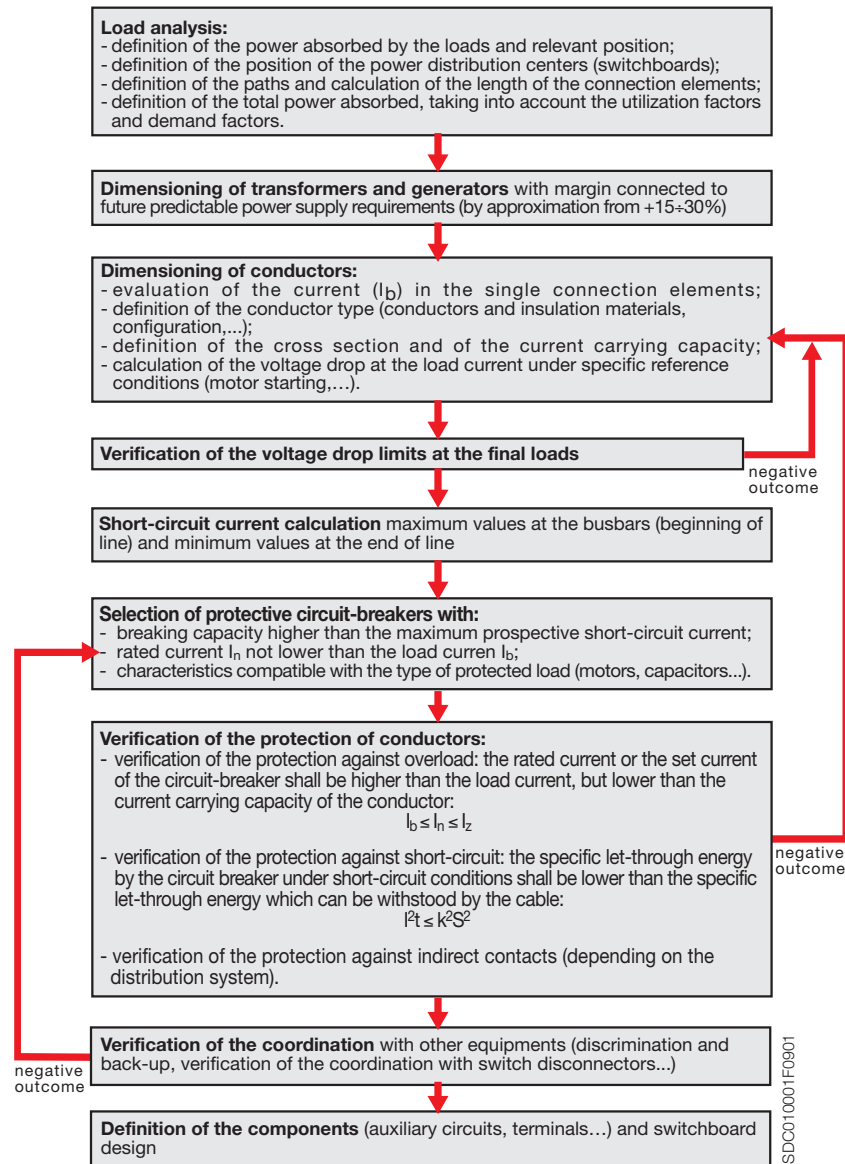 Load analysis:
- definition of the power absorbed by the loads and relevant position;
- definition of the position of the power distribution centers (switchboards);
- definition of the paths and calculation of the length of the connection elements;
- definition of the total power absorbed, taking into account the utilization factors
and demand factors.
Dimensioning of transformers and generators with margin connected to
future predictable power supply requirements (by approximation from +15÷30%)
Dimensioning of conductors:
- evaluation of the current (Ib) in the single connection elements;
- definition of the conductor type (conductors and insulation materials,
configuration,...);
- definition of the cross section and of the current carrying capacity;
- calculation of the voltage drop at the load current under specific reference
conditions (motor starting,…).
Verification of the voltage drop limits at the final loads
negative
outcome
Short-circuit current calculation maximum values at the busbars (beginning of
line) and minimum values at the end of line
Selection of protective circuit-breakers with:
- breaking capacity higher than the maximum prospective short-circuit current;
- rated current In not lower than the load curren Ib;
- characteristics compatible with the type of protected load (motors, capacitors...).
Verification of the protection of conductors:
- verification of the protection against overload: the rated current or the set current
of the circuit-breaker shall be higher than the load current, but lower than the
current carrying capacity of the conductor:
Ib ≤ In ≤ Iz
- verification of the protection against short-circuit: the specific let-through energy
by the circuit breaker under short-circuit conditions shall be lower than the specific
let-through energy which can be withstood by the cable:
I²t ≤ k²S²
- verification of the protection against indirect contacts (depending on the
distribution system).
negative
outcome
Verification of the coordination with other equipments (discrimination and
back-up, verification of the coordination with switch disconnectors...)
negative
outcome
Definition of the components (auxiliary circuits, terminals…) and switchboard
design
SDC010001F0901